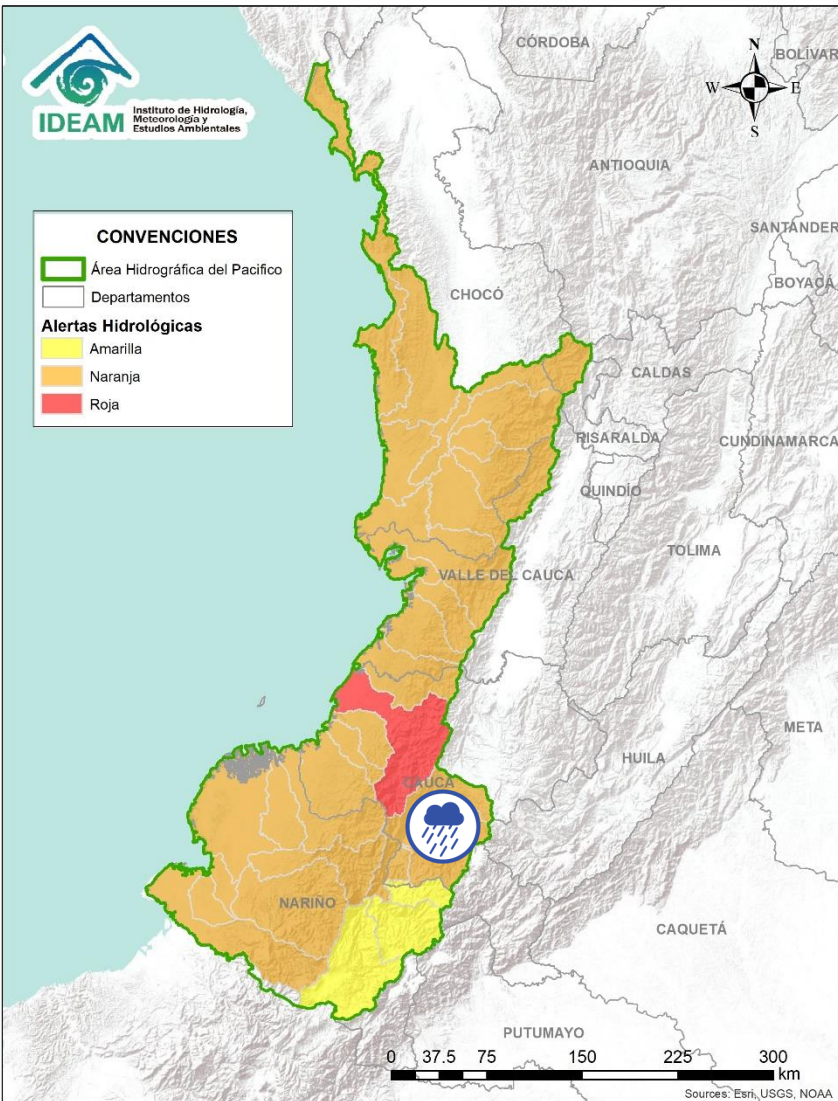 IDEAM
Instituto de Hidrología,
Meteorología y
Estudios Ambientales
CÓRDOBA
BOLÍVAR
N
W
E
S
ANTIOQUIA
SANTANDER
BOYACÁ
CONVENCIONES
Área Hidrográfica del Pacifico
Departamentos
Alertas Hidrológicas
Amarilla
Naranja
Roja
CHOCÓ
CALDAS
RISARALDA
CUNDINAMARCA
QUINDÍO
TOLIMA
VALLE DEL CAUCA
META
HUILA
CAUCA
NARIÑO
CAQUETÁ
PUTUMAYO
0 37.5 75 150 225 300
km
Sources: Esri, USGS, NOAA